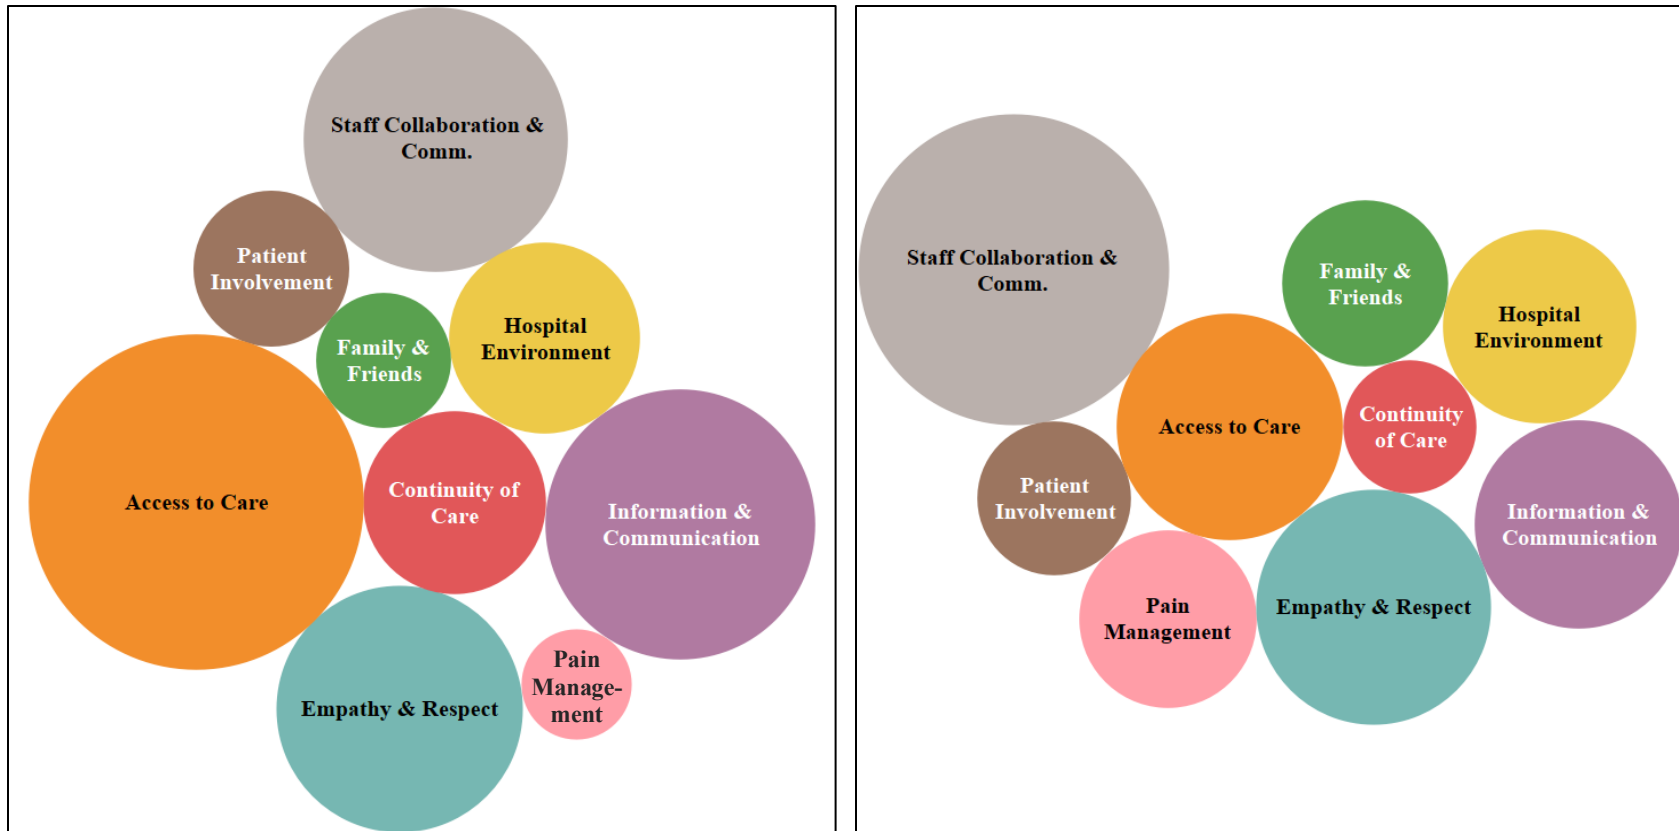 Staff Collaboration &
Comm.
Patient
Involvement
Family &
Friends
Hospital
Environment
Access to Care
Continuity of
Care
Information &
Communication
Empathy & Respect
Pain
Manage-
ment
Staff Collaboration &
Comm.
Family &
Friends
Hospital
Environment
Access to Care
Continuity
of Care
Patient
Involvement
Information &
Communication
Pain
Management
Empathy & Respect